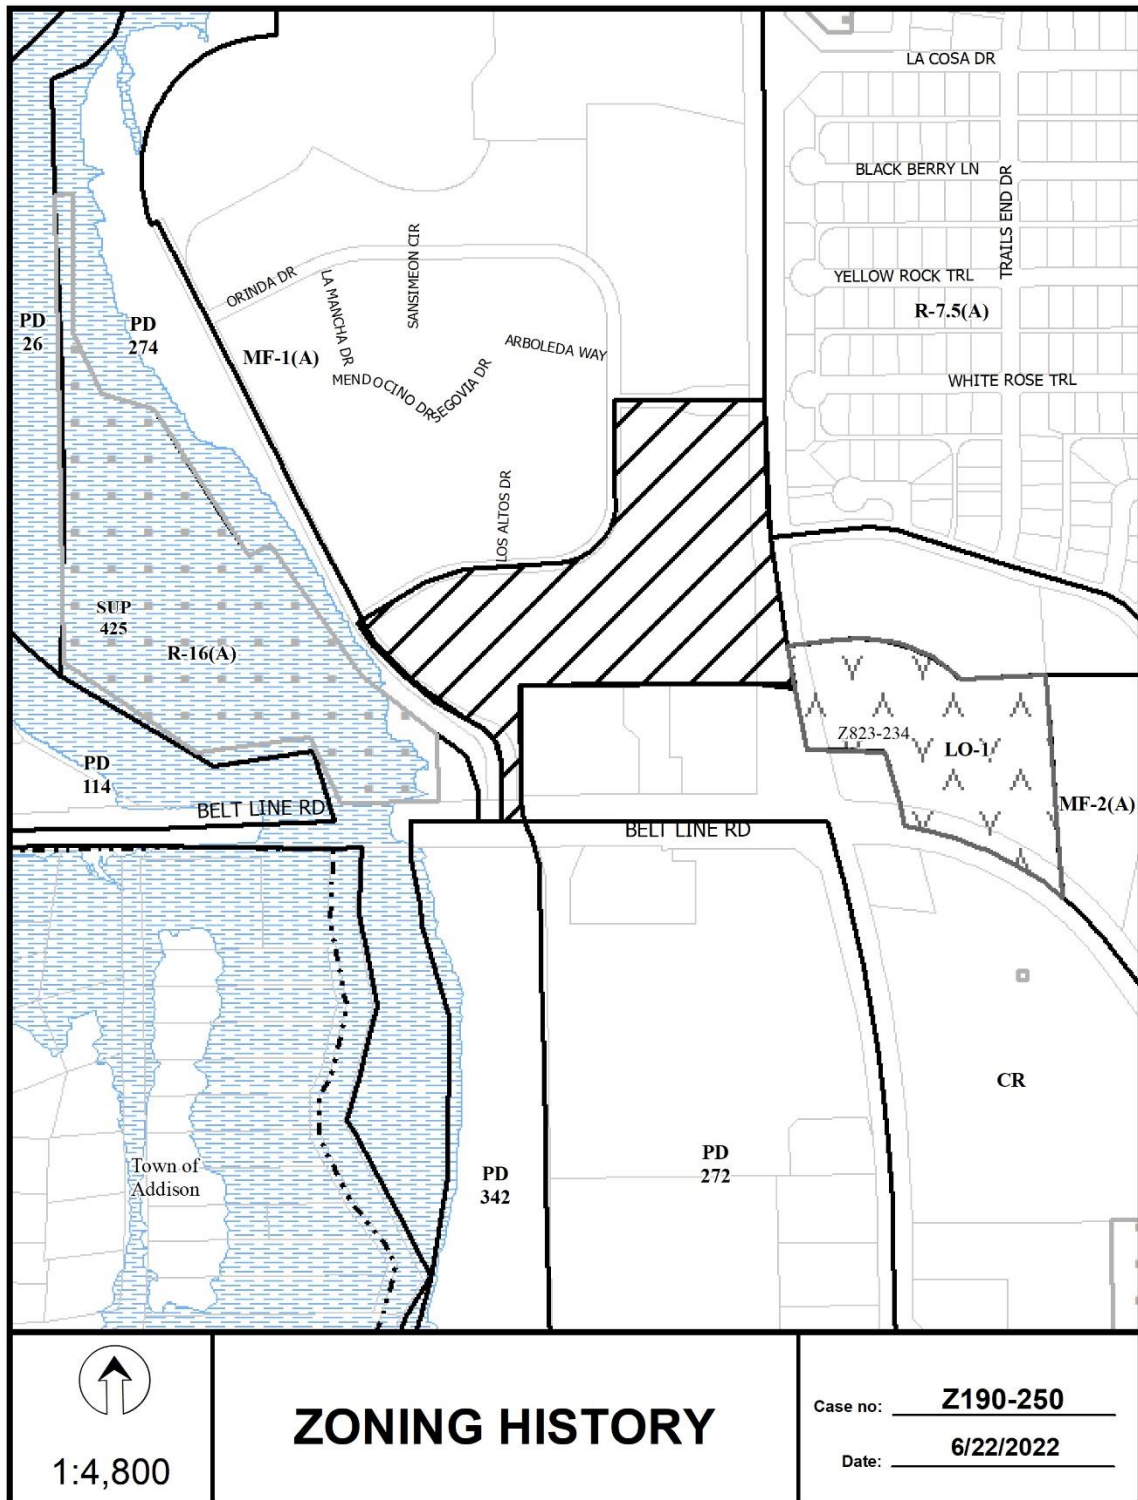 LA COSA DR
BLACK BERRY LN
TRAILS END DR
SANSIMEON CIR
ORINDA DR
LA MANCHA DR
YELLOW ROCK TRL
R-7.5(A)
PD
26
PD
274
MF-1(A)
ARBOLEDA WAY
MENDOCINO DR
SEGOVIA DR
WHITE ROSE TRL
LOS ALTOS DR
SUP
425
R-16(A)
Z823-234
LO-1
PD
114
MF-2(A)
BELT LINE RD
BELT LINE RD
CR
Town of
Addison
PD
342
PD
272
1:4,800
ZONING HISTORY
Case no: Z190-250
Date: 6/22/2022